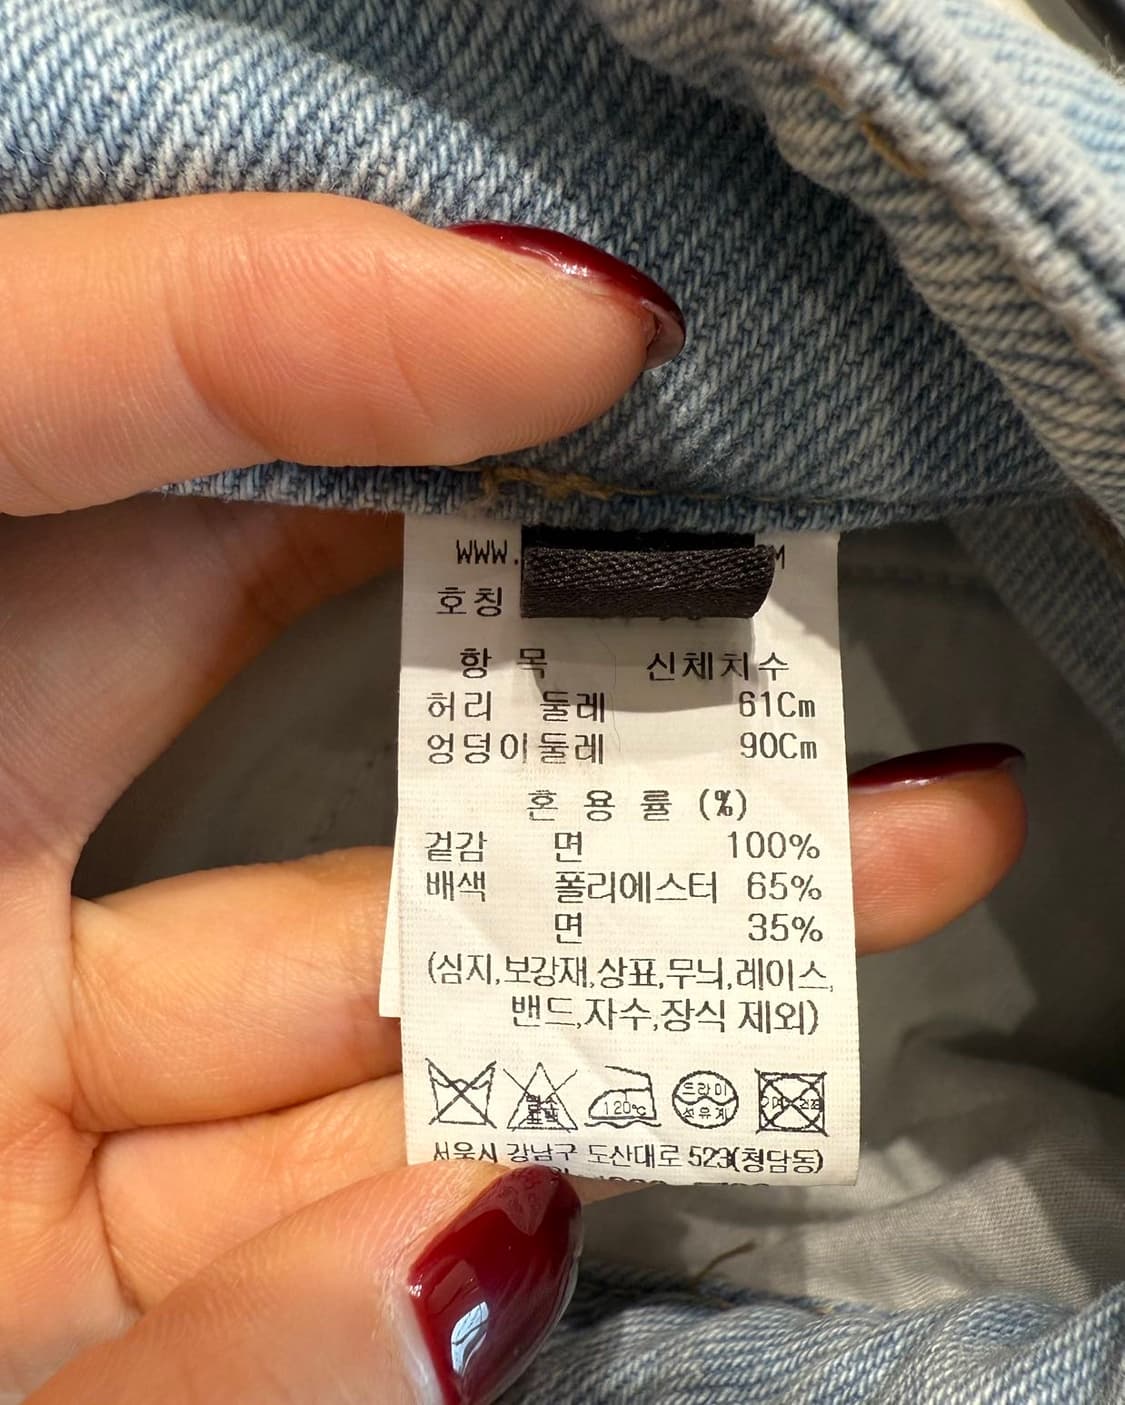 WWW.
호칭
항 목 신체치수
허리 둘레 61Cm
엉덩이둘레 90Cm
혼 용 률 (%)
겉감 면 100%
배색 폴리에스터 65%
면 35%
(심지,보강재,상표,무늬,레이스,
밴드,자수,장식 제외)
120℃ 드라이
석유계
서울시 강남구 도산대로 523(청담동)